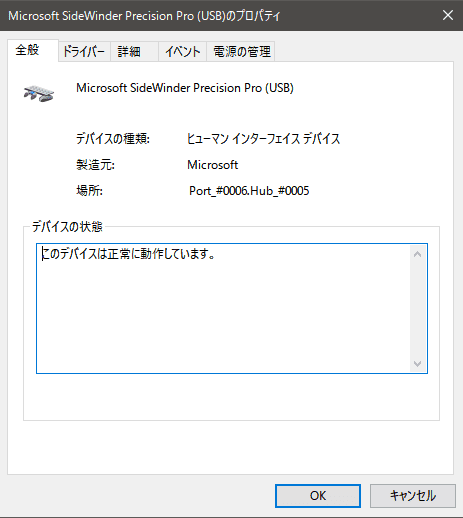 Microsoft SideWinder Precision Pro (USB)のプロパティ
全般 ドライバー 詳細 イベント 電源の管理
Microsoft SideWinder Precision Pro (USB)
デバイスの種類: ヒューマン インターフェイス デバイス
製造元: Microsoft
場所: Port_#0006.Hub_#0005
デバイスの状態
このデバイスは正常に動作しています。
OK キャンセル